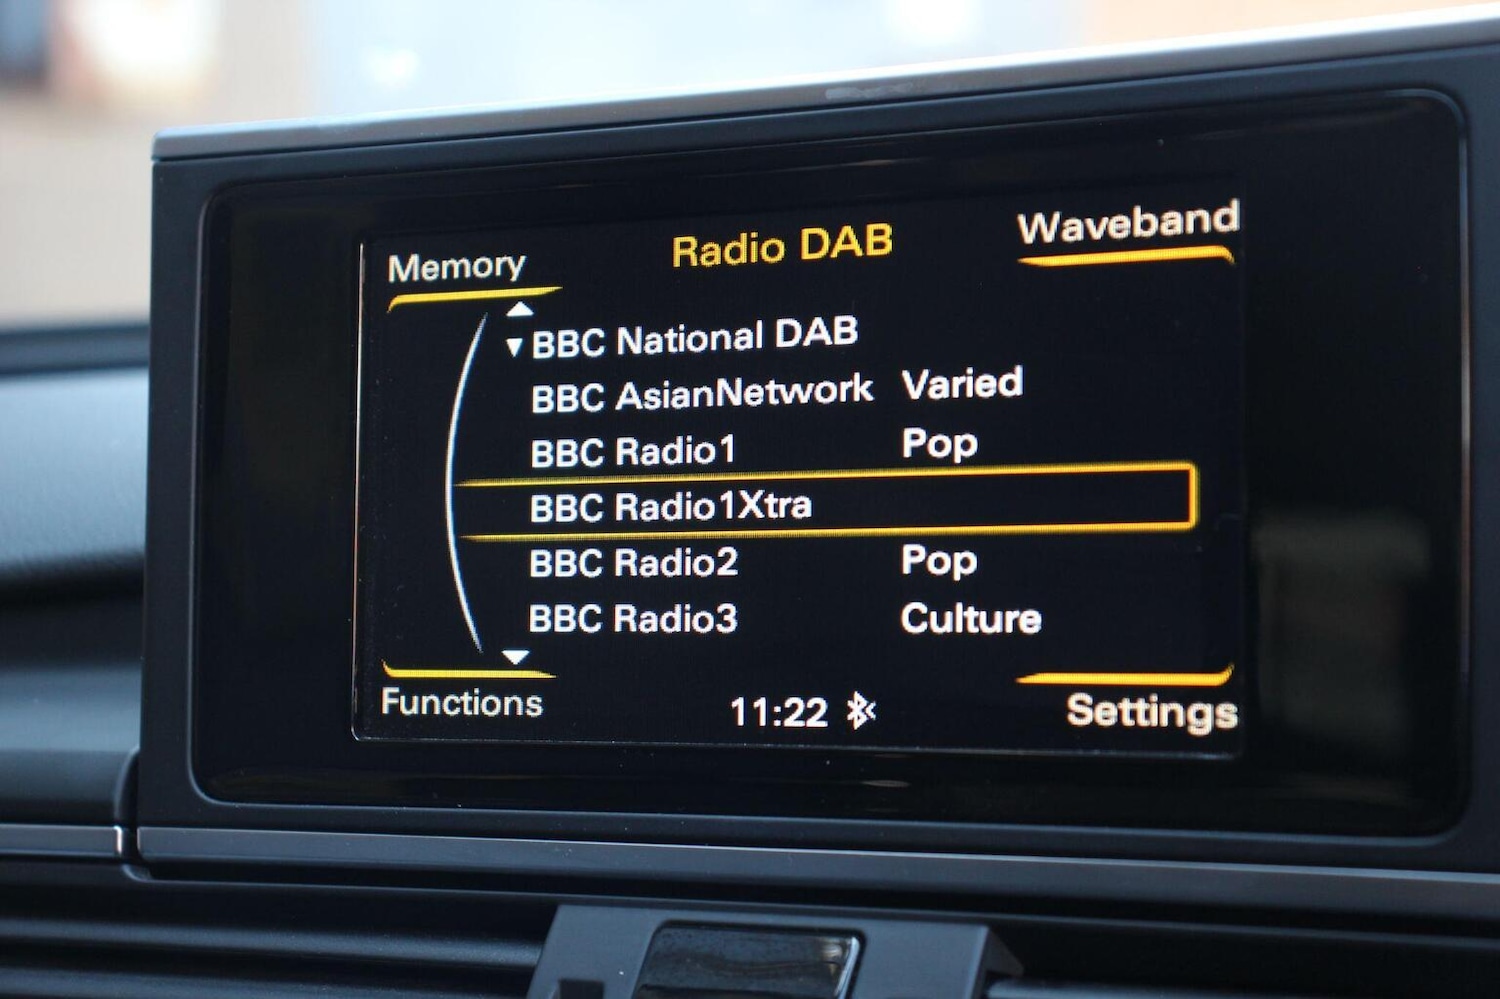 Memory
Radio DAB
Waveband
BBC National DAB
BBC AsianNetwork Varied
BBC Radio1 Pop
BBC Radio1Xtra
BBC Radio2 Pop
BBC Radio3 Culture
Functions
11:22
Settings